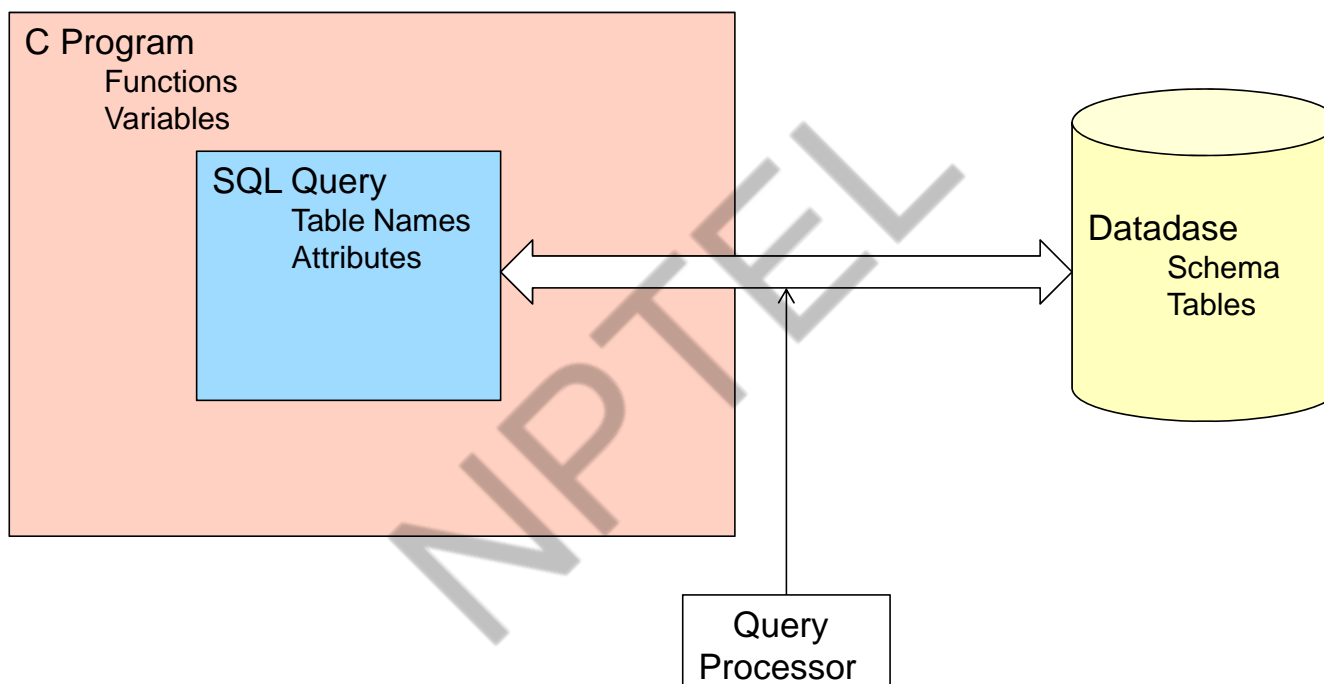 C Program
Functions
Variables
SQL Query
Table Names
Attributes
Datadase
Schema
Tables
Query
Processor
NPTEL